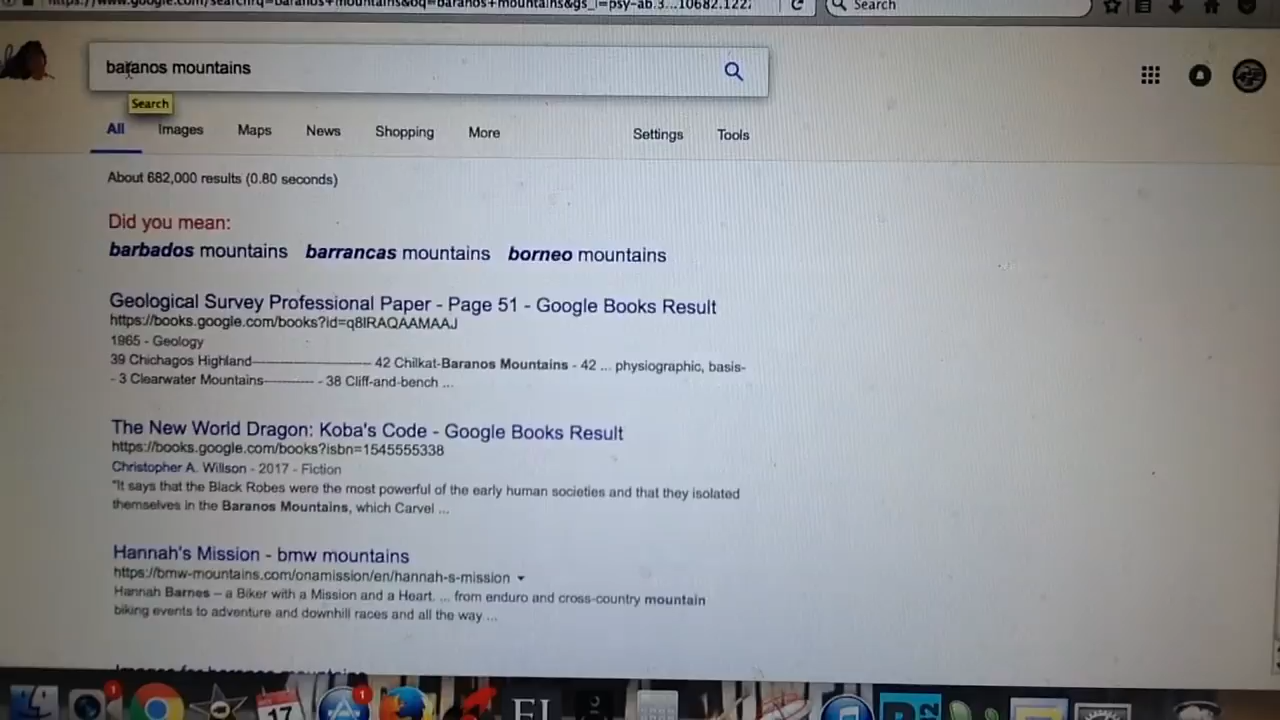 Search
baranos mountains
Search
All Images Maps News Shopping More Settings Tools
About 682,000 results (0.80 seconds)
Did you mean:
barbados mountains barrancas mountains borneo mountains
Geological Survey Professional Paper - Page 51 - Google Books Result
https://books.google.com/books?id=q8IRAQAAMAAJ
1965 - Geology
39 Chichagos Highland---------------------------- 42 Chilkat-Baranos Mountains - 42 ... physiographic, basis-
- 3 Clearwater Mountains------------ - 38 Cliff-and-bench ...
The New World Dragon: Koba's Code - Google Books Result
https://books.google.com/books?isbn=1545555338
Christopher A. Willson - 2017 - Fiction
"It says that the Black Robes were the most powerful of the early human societies and that they isolated
themselves in the Baranos Mountains, which Carvel ...
Hannah's Mission - bmw mountains
https://bmw-mountains.com/onamission/en/hannah-s-mission
Hannah Barnes – a Biker with a Mission and a Heart. ... from enduro and cross-country mountain
biking events to adventure and downhill races and all the way ...
1
1
17